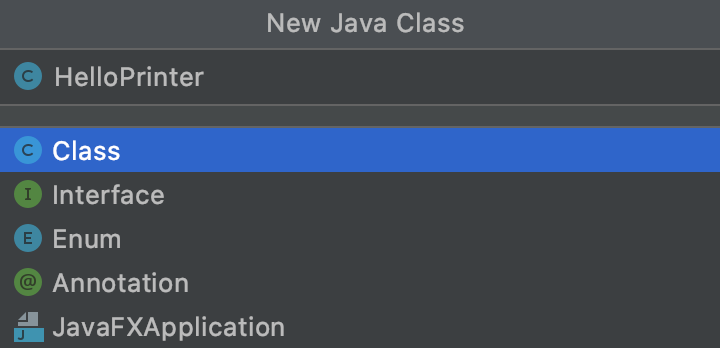 New Java Class
C HelloPrinter
C Class
I Interface
E Enum
@ Annotation
J JavaFXApplication